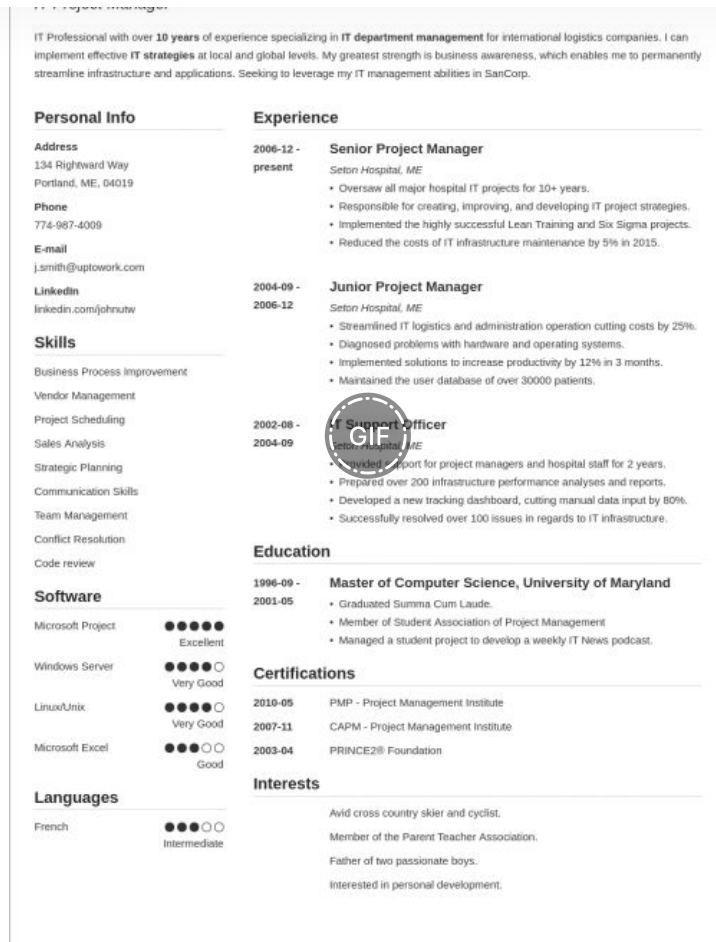 IT Professional with over 10 years of experience specializing in IT department management for international logistics companies. I can
implement effective IT strategies at local and global levels. My greatest strength is business awareness, which enables me to permanently
streamline infrastructure and applications. Seeking to leverage my IT management abilities in SanCorp.
Personal Info
Address
134 Rightward Way
Portland, ME, 04019
Phone
774-987-4009
E-mail
j.smith@uptowork.com
LinkedIn
linkedin.com/johnutw
Skills
Business Process Improvement
Vendor Management
Project Scheduling
Sales Analysis
Strategic Planning
Communication Skills
Team Management
Conflict Resolution
Code review
Software
Microsoft Project
Excellent
Windows Server
Very Good
Linux/Unix
Very Good
Microsoft Excel
Good
Languages
French
Intermediate
Experience
2006-12 - Senior Project Manager
present Seton Hospital, ME
• Oversaw all major hospital IT projects for 10+ years.
• Responsible for creating, improving, and developing IT project strategies.
• Implemented the highly successful Lean Training and Six Sigma projects.
• Reduced the costs of IT infrastructure maintenance by 5% in 2015.
2004-09 - Junior Project Manager
2006-12 Seton Hospital, ME
• Streamlined IT logistics and administration operation cutting costs by 25%.
• Diagnosed problems with hardware and operating systems.
• Implemented solutions to increase productivity by 12% in 3 months.
• Maintained the user database of over 30000 patients.
2002-08 - IT Support Officer
2004-09 Seton Hospital, ME
GIF
• Provided support for project managers and hospital staff for 2 years.
• Prepared over 200 infrastructure performance analyses and reports.
• Developed a new tracking dashboard, cutting manual data input by 80%.
• Successfully resolved over 100 issues in regards to IT infrastructure.
Education
1996-09 - Master of Computer Science, University of Maryland
2001-05 • Graduated Summa Cum Laude.
• Member of Student Association of Project Management
• Managed a student project to develop a weekly IT News podcast.
Certifications
2010-05 PMP - Project Management Institute
2007-11 CAPM - Project Management Institute
2003-04 PRINCE2® Foundation
Interests
Avid cross country skier and cyclist.
Member of the Parent Teacher Association.
Father of two passionate boys.
Interested in personal development.